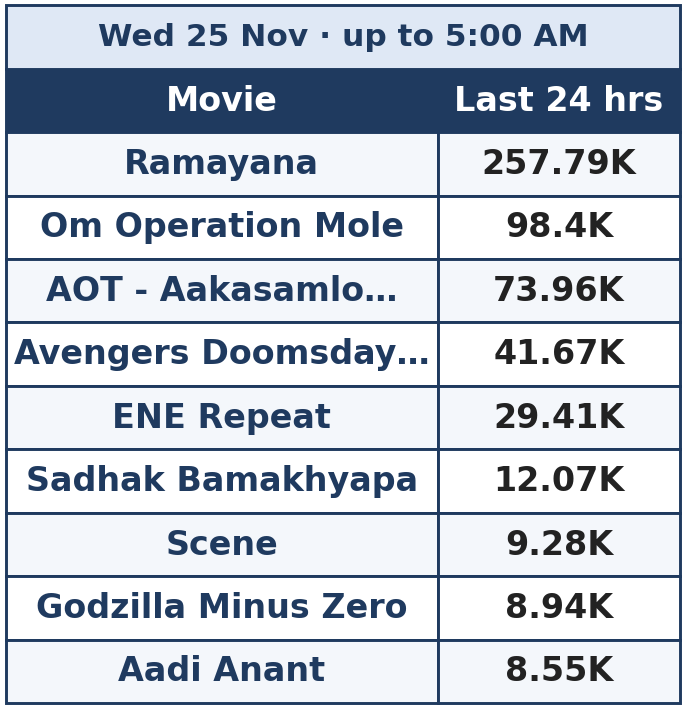 Wed 25 Nov · up to 5:00 AM
Movie Last 24 hrs
Ramayana 257.79K
Om Operation Mole 98.4K
AOT - Aakasamlo... 73.96K
Avengers Doomsday... 41.67K
ENE Repeat 29.41K
Sadhak Bamakhyapa 12.07K
Scene 9.28K
Godzilla Minus Zero 8.94K
Aadi Anant 8.55K